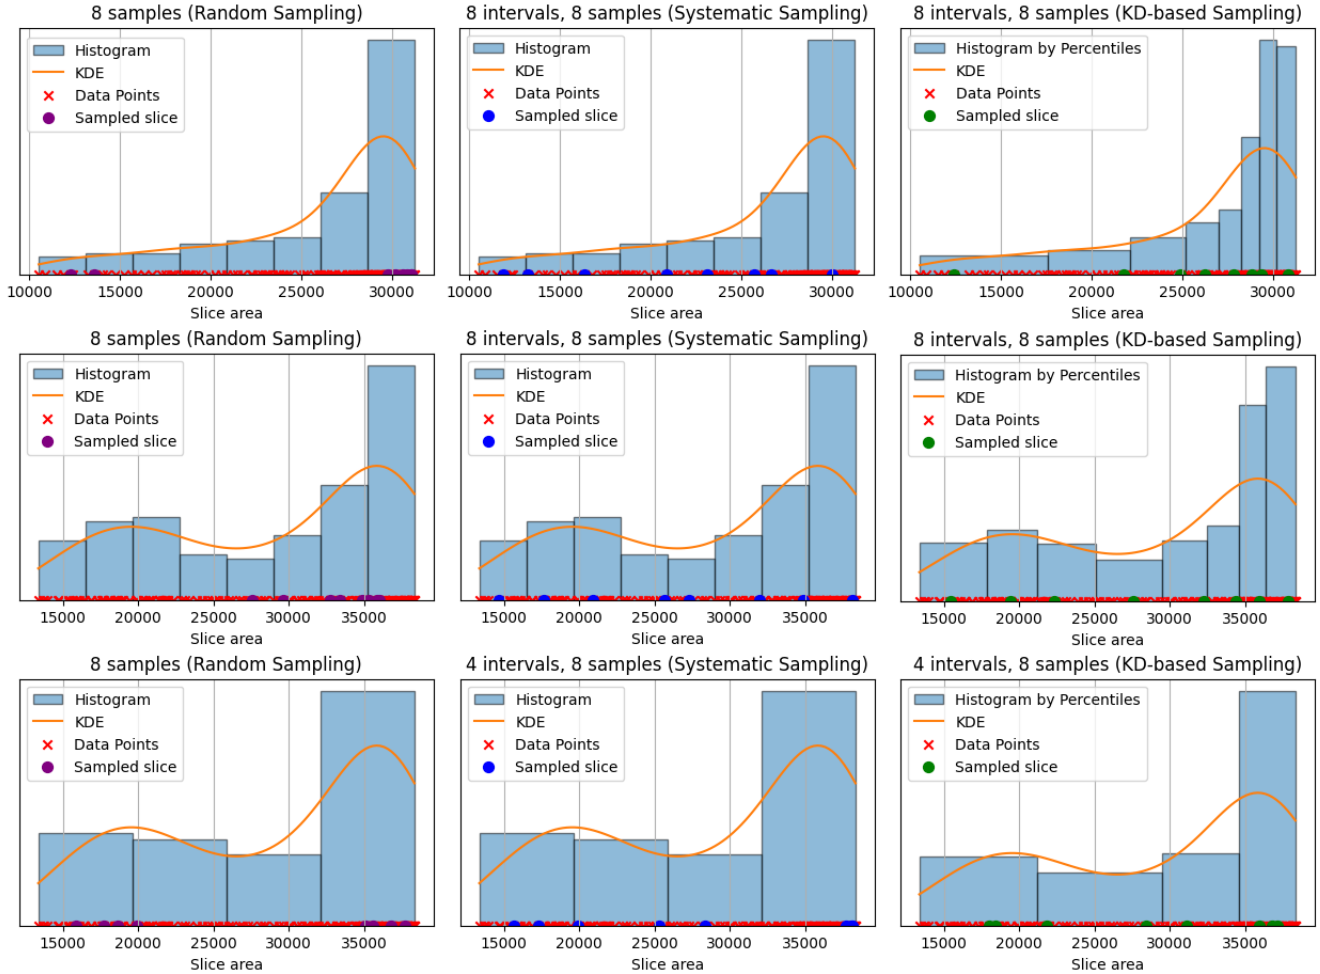 8 samples (Random Sampling)
8 intervals, 8 samples (Systematic Sampling)
8 intervals, 8 samples (KD-based Sampling)
Histogram
KDE
Data Points
Sampled slice
Histogram
KDE
Data Points
Sampled slice
Histogram by Percentiles
KDE
Data Points
Sampled slice
10000 15000 20000 25000 30000
10000 15000 20000 25000 30000
10000 15000 20000 25000 30000
Slice area
Slice area
Slice area
8 samples (Random Sampling)
8 intervals, 8 samples (Systematic Sampling)
8 intervals, 8 samples (KD-based Sampling)
Histogram
KDE
Data Points
Sampled slice
Histogram
KDE
Data Points
Sampled slice
Histogram by Percentiles
KDE
Data Points
Sampled slice
15000 20000 25000 30000 35000
15000 20000 25000 30000 35000
15000 20000 25000 30000 35000
Slice area
Slice area
Slice area
8 samples (Random Sampling)
4 intervals, 8 samples (Systematic Sampling)
4 intervals, 8 samples (KD-based Sampling)
Histogram
KDE
Data Points
Sampled slice
Histogram
KDE
Data Points
Sampled slice
Histogram by Percentiles
KDE
Data Points
Sampled slice
15000 20000 25000 30000 35000
15000 20000 25000 30000 35000
15000 20000 25000 30000 35000
Slice area
Slice area
Slice area